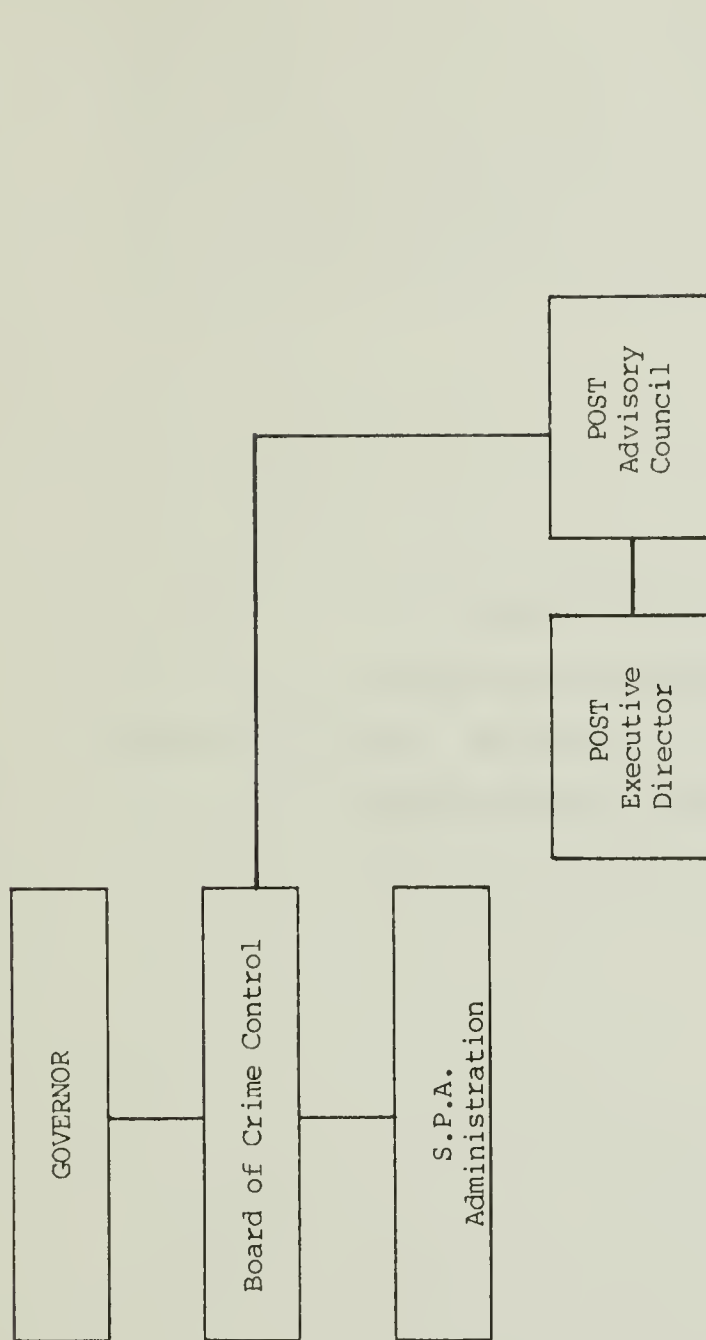 GOVERNOR
Board of Crime Control
S.P.A.
Administration
POST
Executive
Director
POST
Advisory
Council